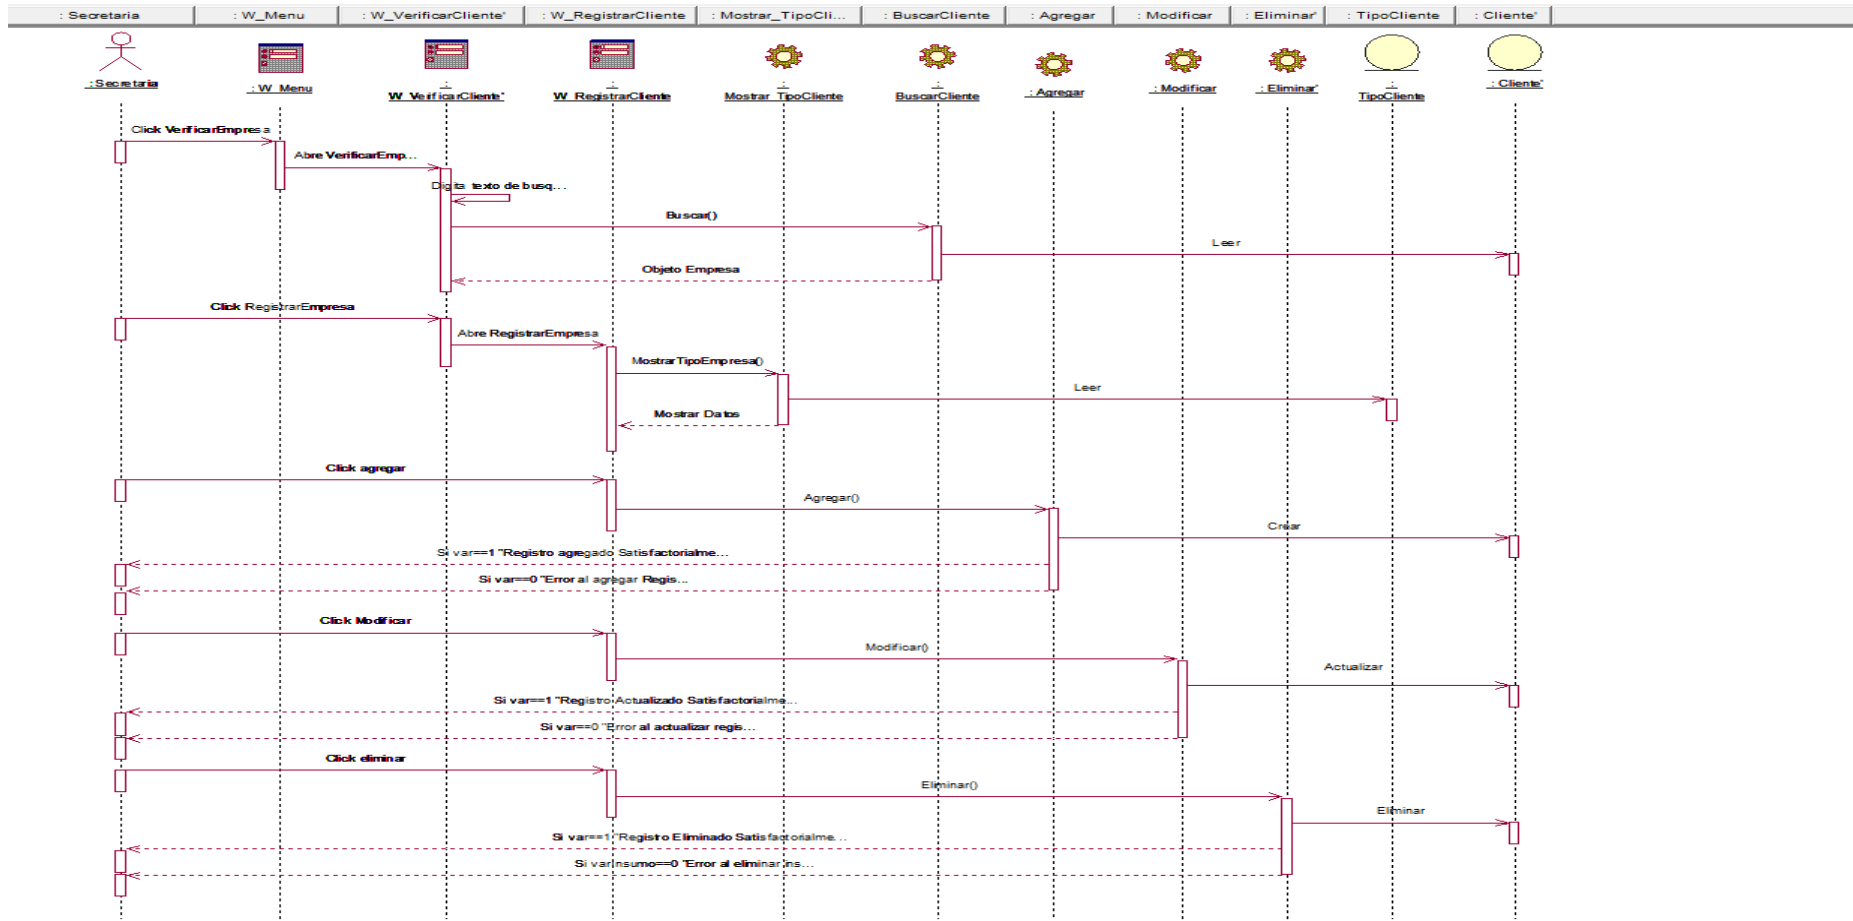 : Secretaria
: W_Menu
: W_VerificarCliente'
: W_RegistrarCliente
: Mostrar_TipoCli...
: BuscarCliente
: Agregar
: Modificar
: Eliminar'
: TipoCliente
: Cliente'
: Secretaria
: W_Menu
:
W_VerificarCliente'
:
W_RegistrarCliente
:
Mostrar_TipoCliente
:
BuscarCliente
: Agregar
: Modificar
: Eliminar'
:
TipoCliente
: Cliente'
Click VerificarEmpresa
Abre VerificarEmp...
Digita texto de busq...
Buscar()
Leer
Objeto Empresa
Click RegistrarEmpresa
Abre RegistrarEmpresa
MostrarTipoEmpresa()
Leer
Mostrar Datos
Click agregar
Agregar()
Crear
Si var==1 "Registro agregado Satisfactorialme...
Si var==0 "Error al agregar Regis...
Click Modificar
Modificar()
Actualizar
Si var==1 "Registro Actualizado Satisfactorialme...
Si var==0 "Error al actualizar regis...
Click eliminar
Eliminar()
Eliminar
Si var==1 "Registro Eliminado Satisfactorialme...
Si varInsumo==0 "Error al eliminar ins...